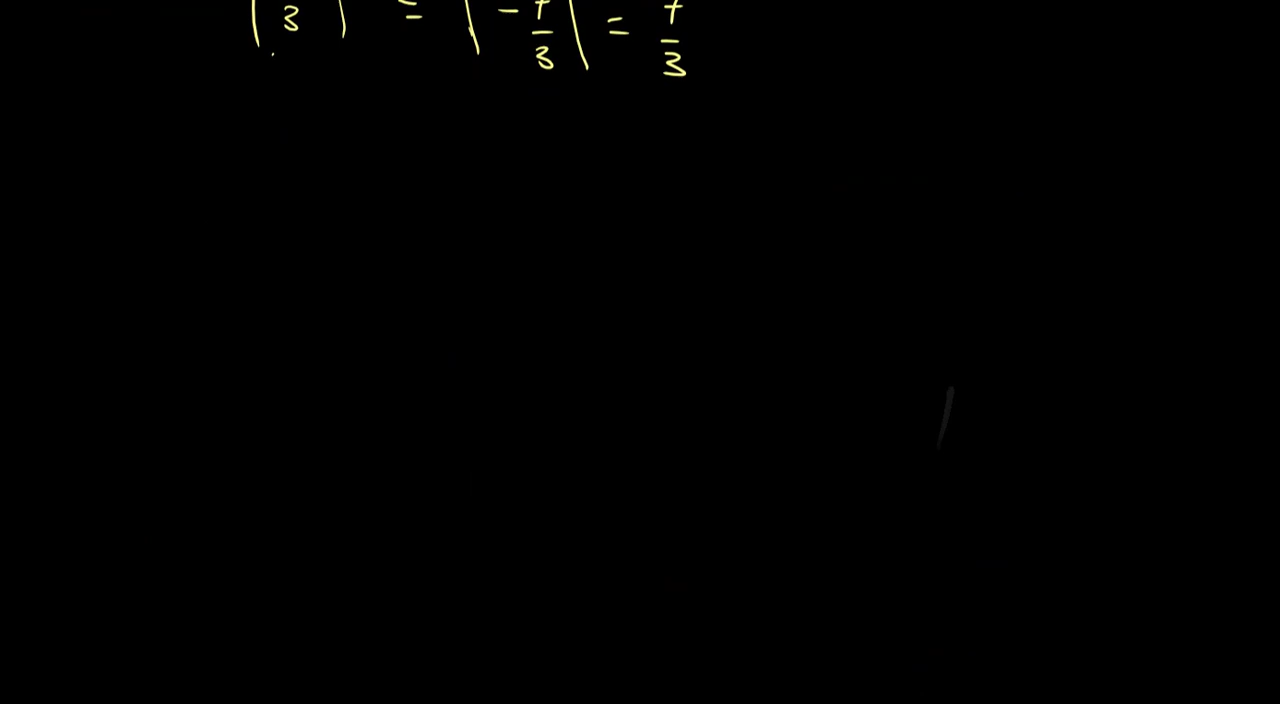 | 3 | = | - 7/3 | = 7/3